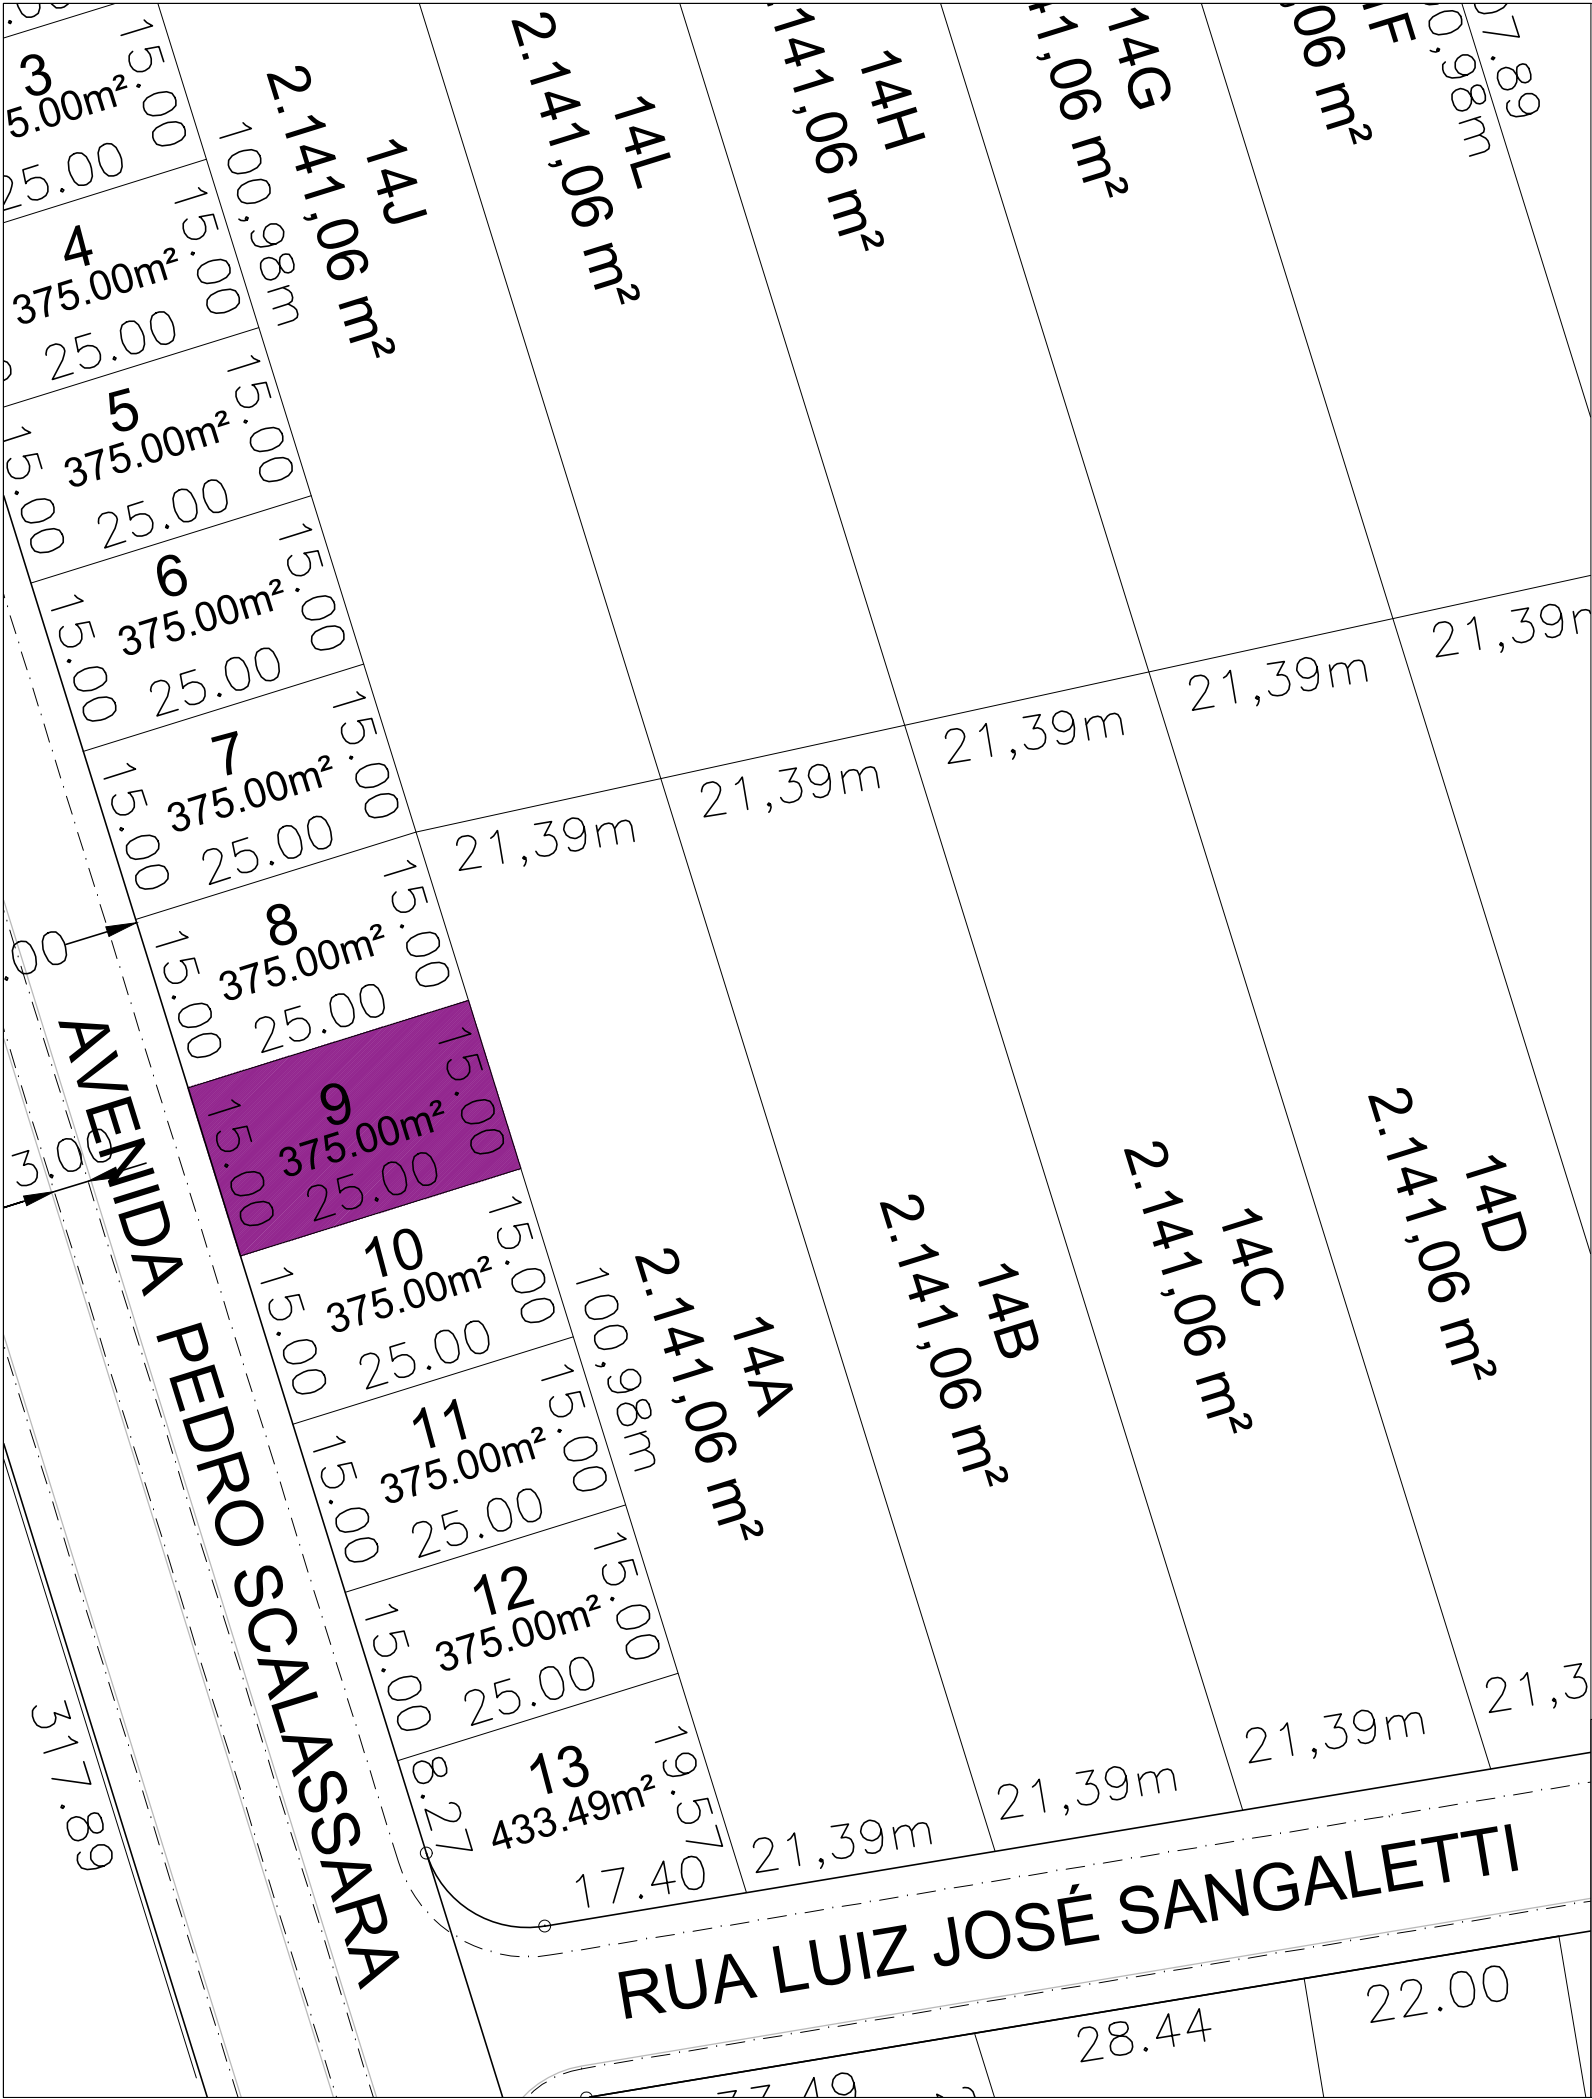 3
5.00m²
15.00
25.00
4
375.00m²
15.00
25.00
5
375.00m²
15.00
15.00
25.00
6
375.00m²
15.00
15.00
25.00
7
375.00m²
15.00
15.00
25.00
8
375.00m²
15.00
15.00
25.00
9
375.00m²
15.00
15.00
25.00
10
375.00m²
15.00
15.00
25.00
11
375.00m²
15.00
15.00
25.00
12
375.00m²
15.00
15.00
25.00
13
433.49m²
8.27
19.57
17.40
14J
2.141,06 m²
100,98m
14L
2.141,06 m²
14H
141,06 m²
14G
41,06 m²
06 m²
0,98m
07.89
21,39m
21,39m
21,39m
21,39m
21,39m
14A
2.141,06 m²
100,98m
14B
2.141,06 m²
14C
2.141,06 m²
14D
2.141,06 m²
21,39m
21,39m
21,39m
21,3
.00
3.00
AVENIDA PEDRO SCALASSARA
317.89
RUA LUIZ JOSÉ SANGALETTI
28.44
22.00